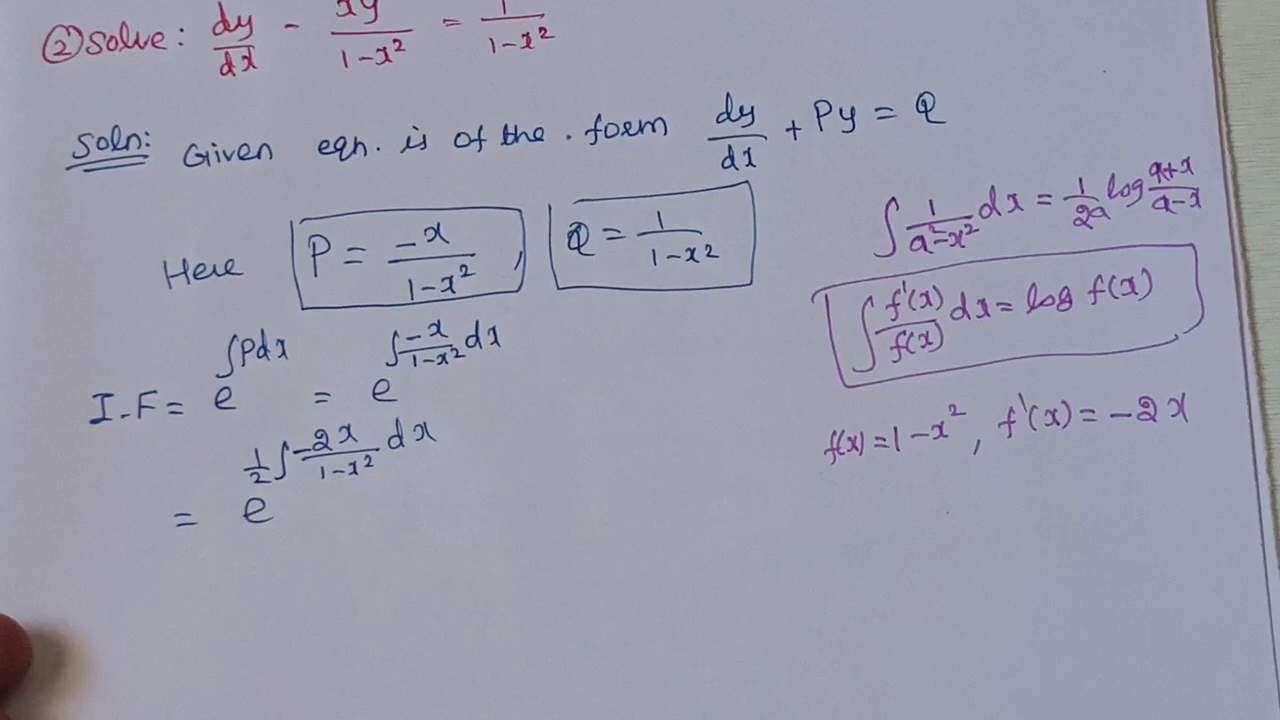 ② Solve: dy/dx - xy/1-x² = 1/1-x²
Soln: Given eqn. is of the . form dy/dx + Py = Q
Here P = -x/1-x² Q = 1/1-x²
I.F = e^∫Pdx = e^∫-x/1-x² dx
= e^1/2∫-2x/1-x² dx
∫1/a²-x² dx = 1/2a log a+x/a-x
∫f'(x)/f(x) dx = log f(x)
f(x) = 1-x², f'(x) = -2x